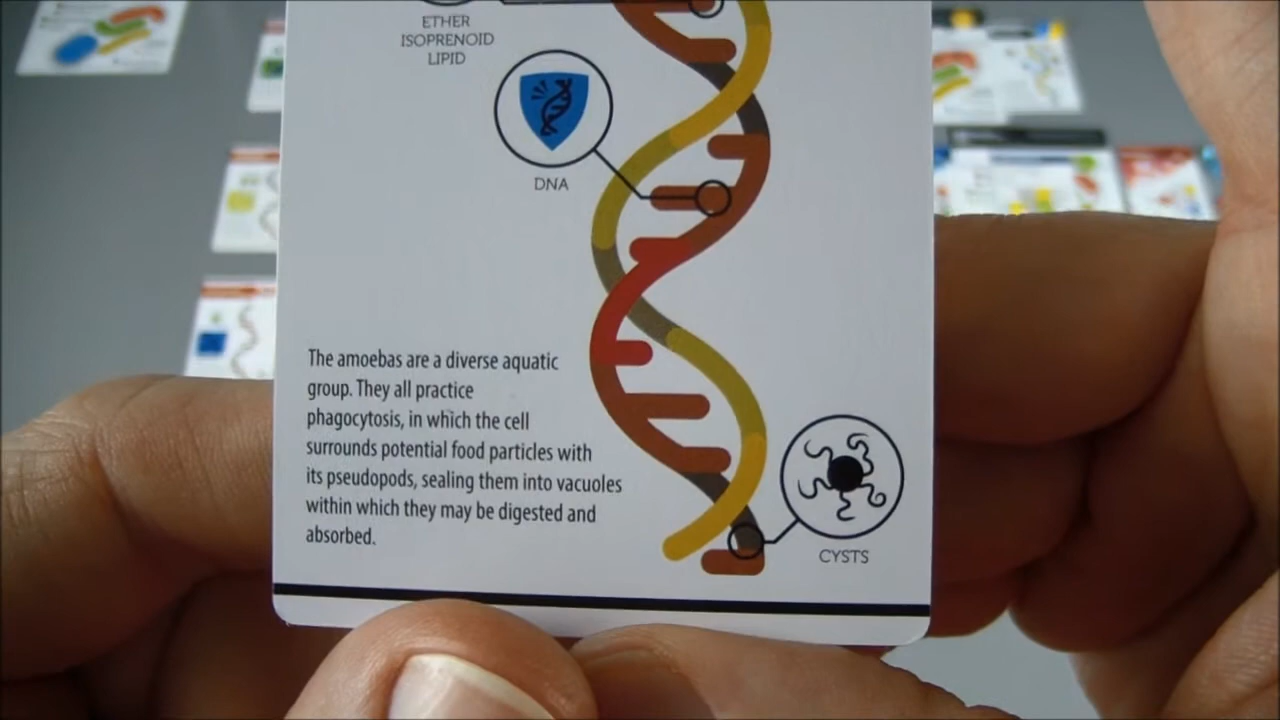 ETHER
ISOPRENOID
LIPID
DNA
The amoebas are a diverse aquatic
group. They all practice
phagocytosis, in which the cell
surrounds potential food particles with
its pseudopods, sealing them into vacuoles
within which they may be digested and
absorbed.
CYSTS